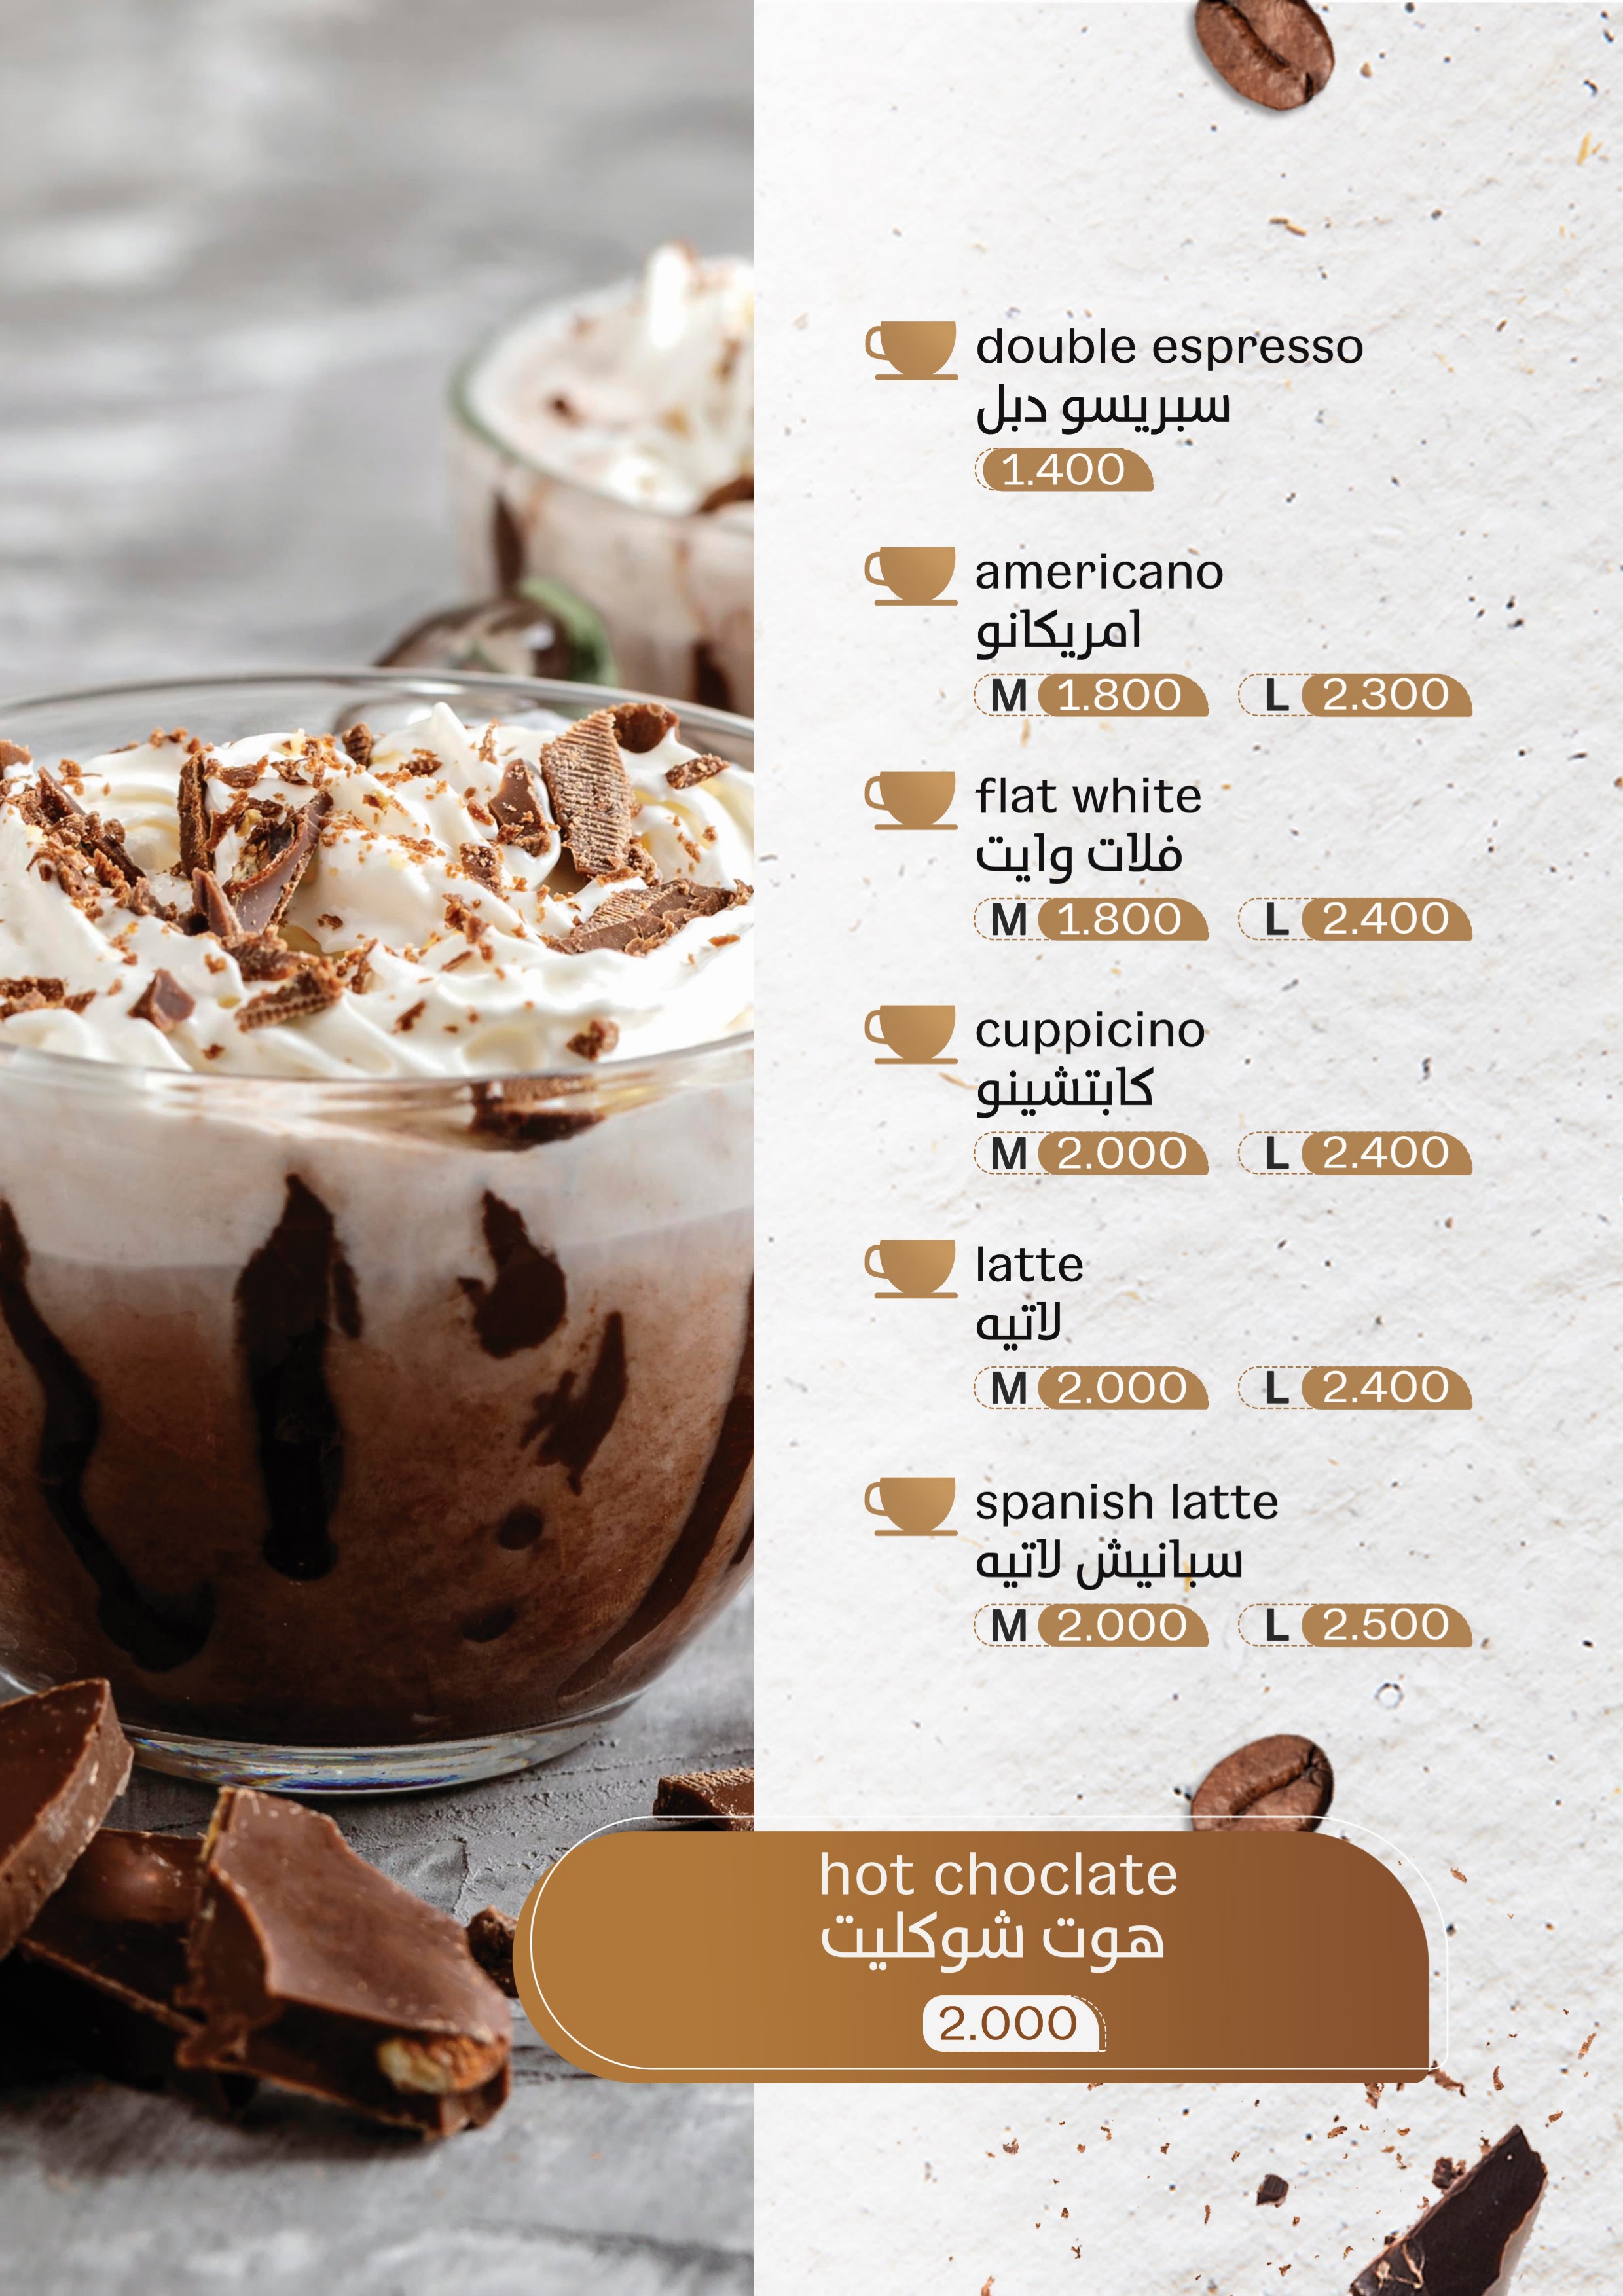 double espresso
سبريسو دبل
1.400
americano
امريكانو
M 1.800 L 2.300
flat white
فلات وايت
M 1.800 L 2.400
cuppicino
كابتشينو
M 2.000 L 2.400
latte
لاتيه
M 2.000 L 2.400
spanish latte
سبانيش لاتيه
M 2.000 L 2.500
hot choclate
هوت شوكليت
2.000